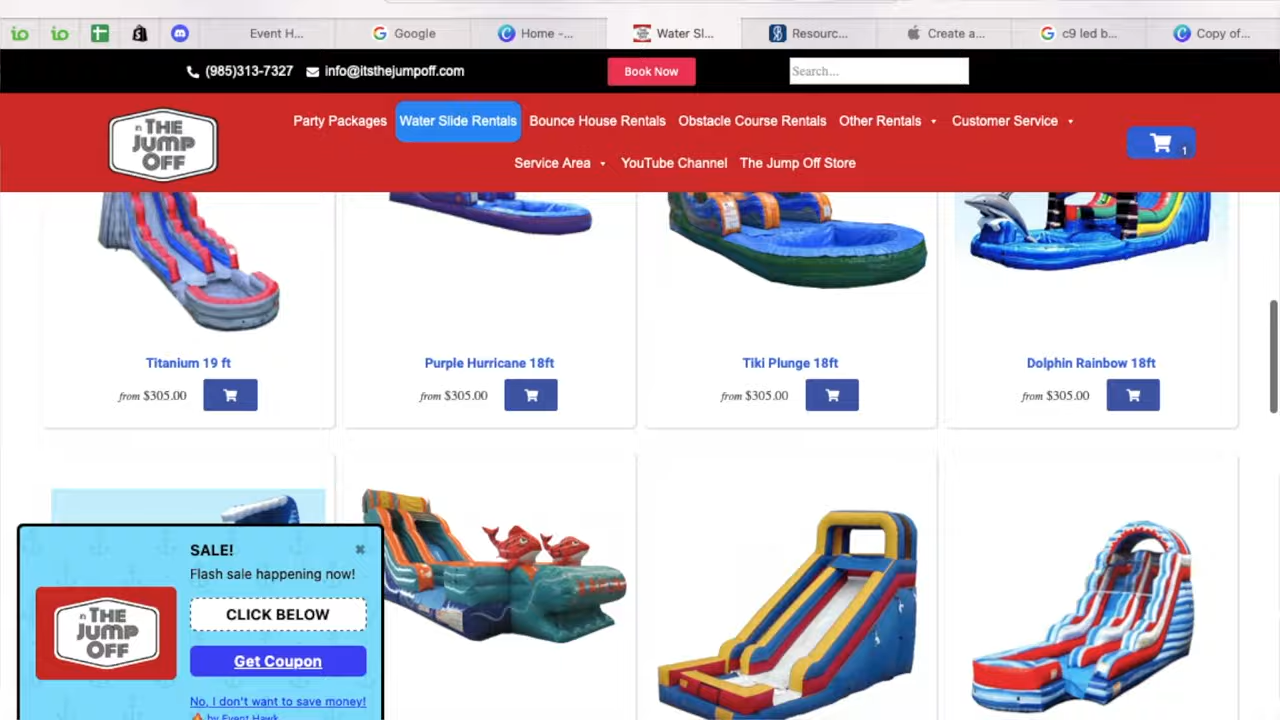 Event H...
Google
Home -...
Water Sl...
Resourc...
Create a...
c9 led b...
Copy of...
(985)313-7327
info@itsthejumpoff.com
Book Now
Search...
THE
JUMP
OFF
Party Packages
Water Slide Rentals
Bounce House Rentals
Obstacle Course Rentals
Other Rentals
Customer Service
1
Service Area
YouTube Channel
The Jump Off Store
Titanium 19 ft
Purple Hurricane 18ft
Tiki Plunge 18ft
Dolphin Rainbow 18ft
from $305.00
from $305.00
from $305.00
from $305.00
SALE!
Flash sale happening now!
CLICK BELOW
THE
JUMP
OFF
Get Coupon
No, I don't want to save money!
by Event Hawk